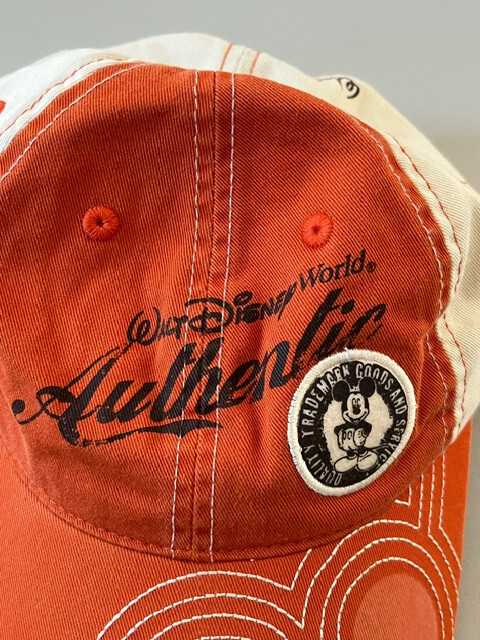 Walt Disney World®
Authentic
QUALITY TRADEMARK GOODS AND SERVICE